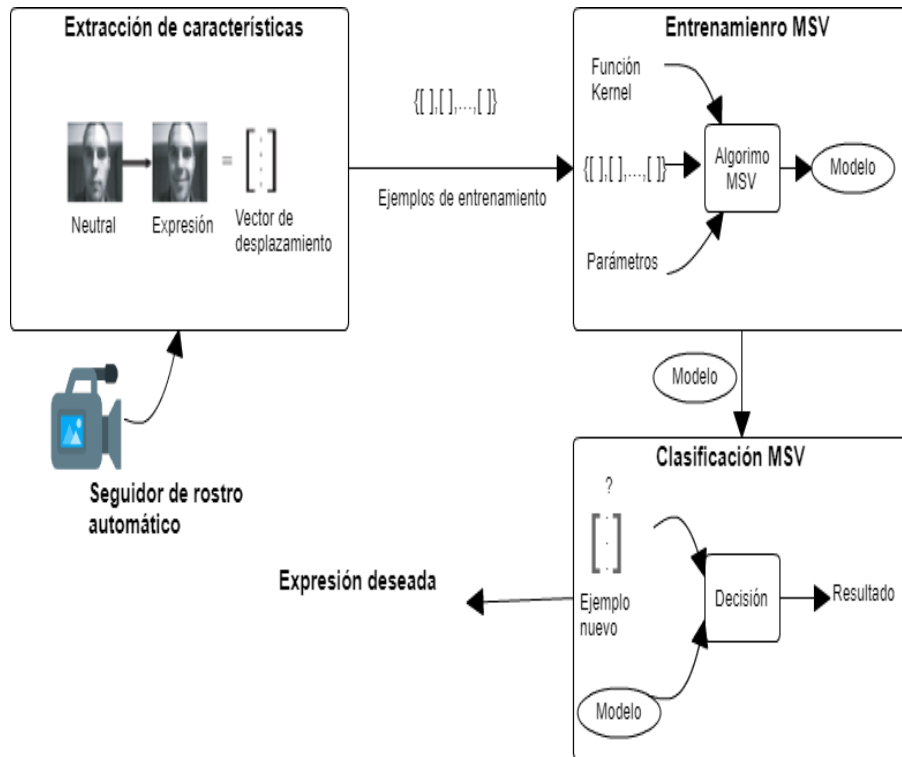 Extracción de características
Neutral
Expresión
=
Vector de
desplazamiento
{[ ],[ ],...,[ ]}
Ejemplos de entrenamiento
Entrenamienro MSV
Función
Kernel
{[ ],[ ],...,[ ]}
Algorimo
MSV
Modelo
Parámetros
Modelo
Seguidor de rostro
automático
Clasificación MSV
?
Ejemplo
nuevo
Decisión
Resultado
Modelo
Expresión deseada